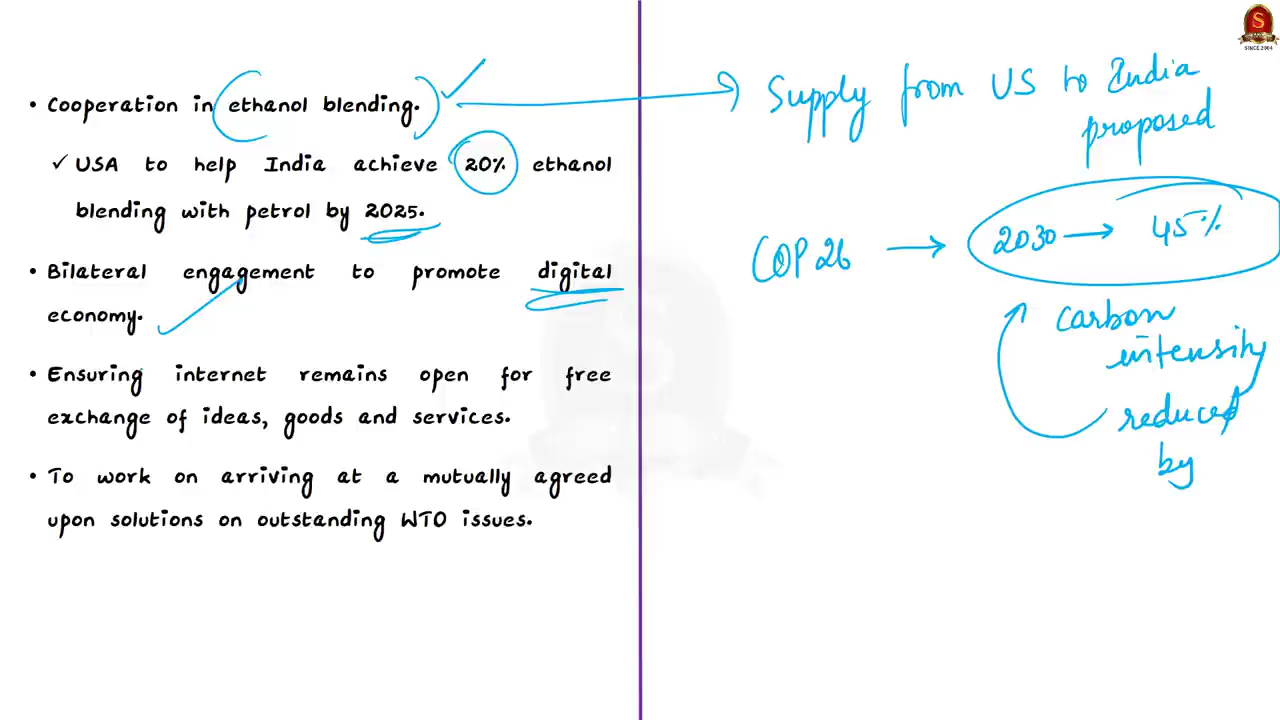 • Cooperation in ethanol blending.
✓ USA to help India achieve 20% ethanol
blending with petrol by 2025.
• Bilateral engagement to promote digital
economy.
• Ensuring internet remains open for free
exchange of ideas, goods and services.
• To work on arriving at a mutually agreed
upon solutions on outstanding WTO issues.
S
SINCE 2004
Supply from US to India
proposed
COP 26 → 2030 → 45%
carbon
intensity
reduced
by